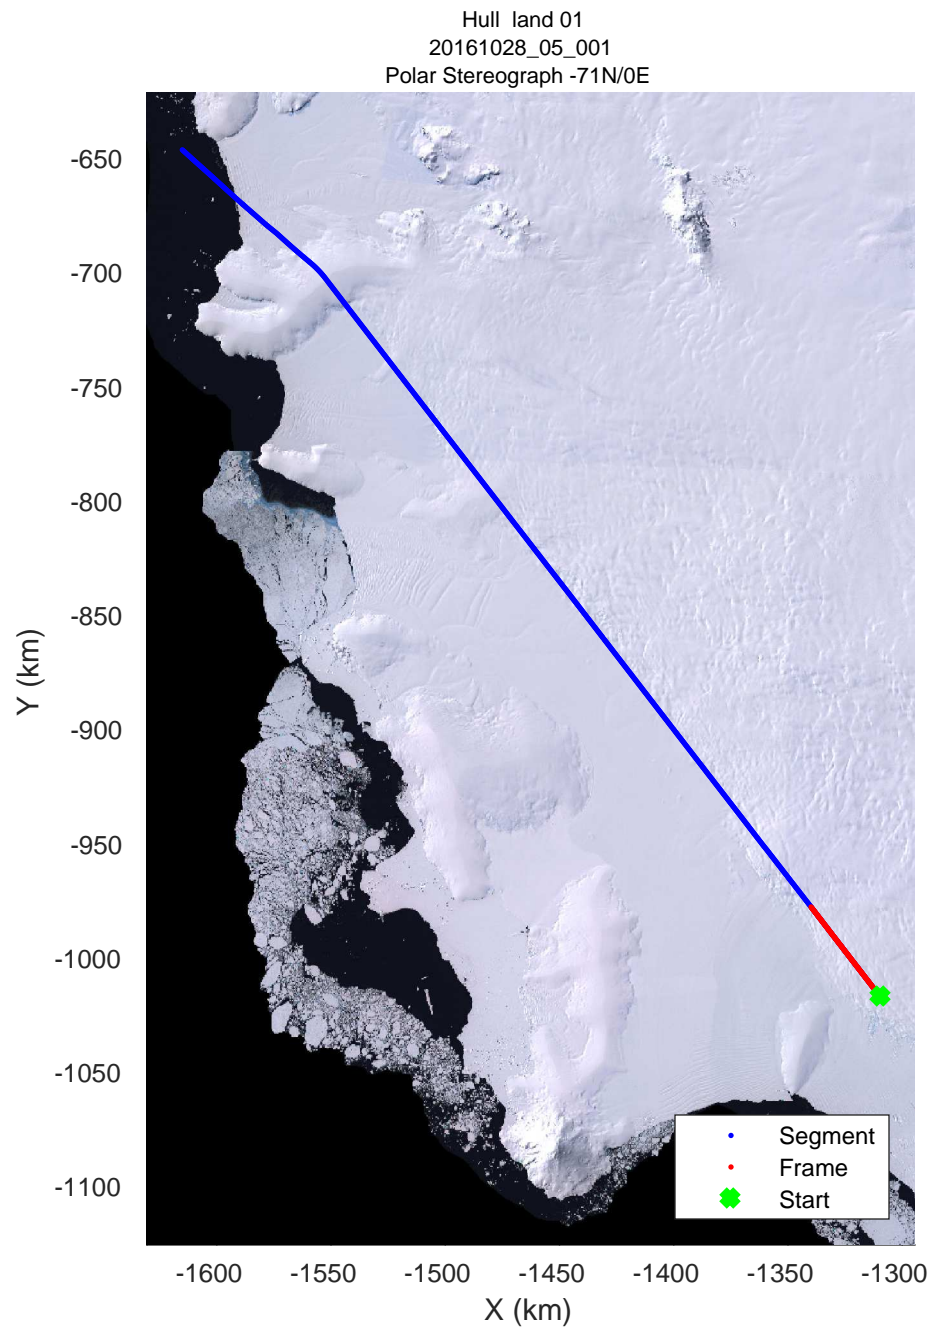 Hull land 01
20161028_05_001
Polar Stereograph -71N/0E
-650
-700
-750
-800
-850
-900
-950
-1000
-1050
-1100
Y (km)
Segment
Frame
Start
-1600 -1550 -1500 -1450 -1400 -1350 -1300
X (km)